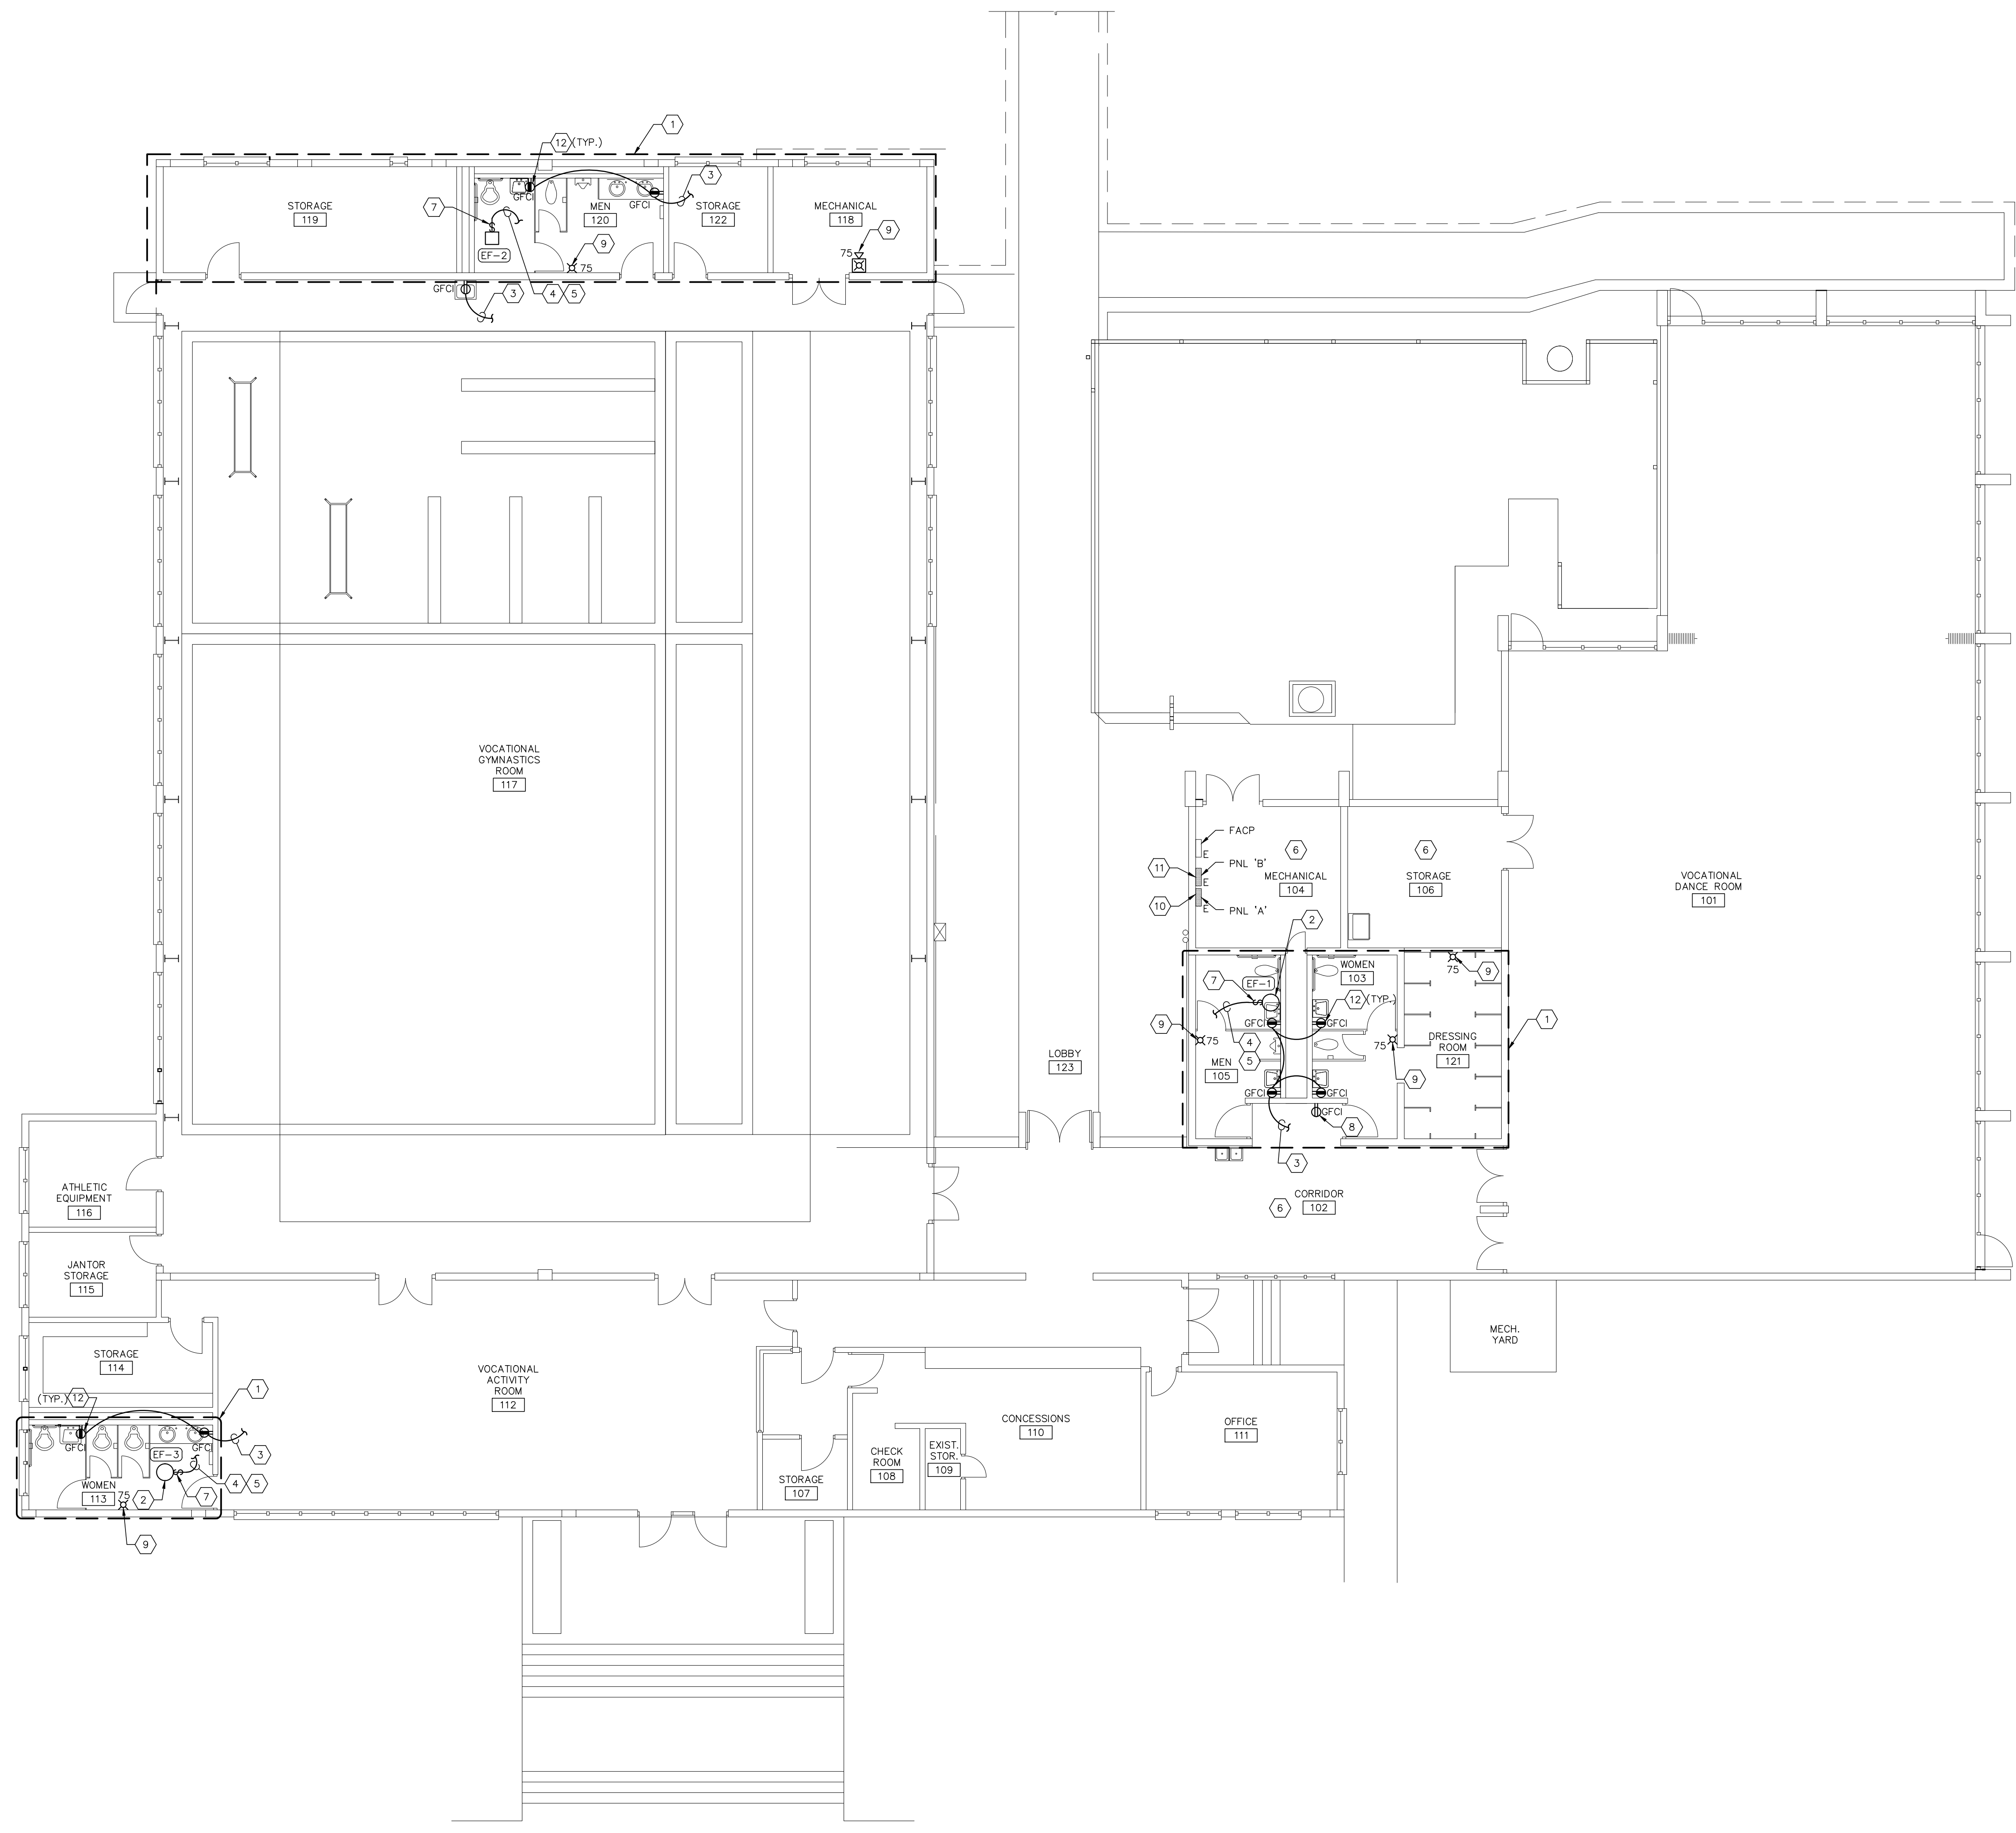 1
12 (TYP.)
3
STORAGE
119
7
GFCI
MEN
120
GFCI
STORAGE
122
MECHANICAL
118
9
75
$
EF-2
9
75
GFCI
3
4 5
VOCATIONAL
GYMNASTICS
ROOM
117
FACP
E
11
PNL 'B'
E
10
PNL 'A'
E
6
MECHANICAL
104
6
STORAGE
106
VOCATIONAL
DANCE ROOM
101
2
WOMEN
103
75
9
7
EF-1
$
12 (TYP.)
GFCI
GFCI
9
75
4
5
75
DRESSING
ROOM
121
1
LOBBY
123
MEN
105
9
GFCI
GFCI
GFCI
8
3
6
CORRIDOR
102
ATHLETIC
EQUIPMENT
116
JANTOR
STORAGE
115
STORAGE
114
VOCATIONAL
ACTIVITY
ROOM
112
MECH.
YARD
(TYP.) 12
1
GFCI
GFCI
3
EF-3
$
4 5
WOMEN
113
75
2
7
9
STORAGE
107
CHECK
ROOM
108
EXIST.
STOR.
109
CONCESSIONS
110
OFFICE
111